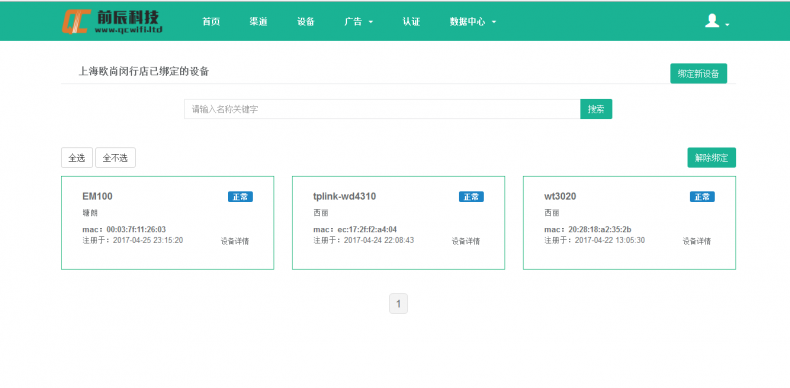 前辰科技
www.qcwifi.ltd
首页 渠道 设备 广告 认证 数据中心
上海欧尚闵行店已绑定的设备 绑定新设备
请输入名称关键字 搜索
全选 全不选 解除绑定
EM100 正常
塘朗
mac：00:03:7f:11:26:03
注册于：2017-04-25 23:15:20 设备详情
tplink-wd4310 正常
西丽
mac：ec:17:2f:f2:a4:04
注册于：2017-04-24 22:08:43 设备详情
wt3020 正常
西丽
mac：20:28:18:a2:35:2b
注册于：2017-04-22 13:05:30 设备详情
1